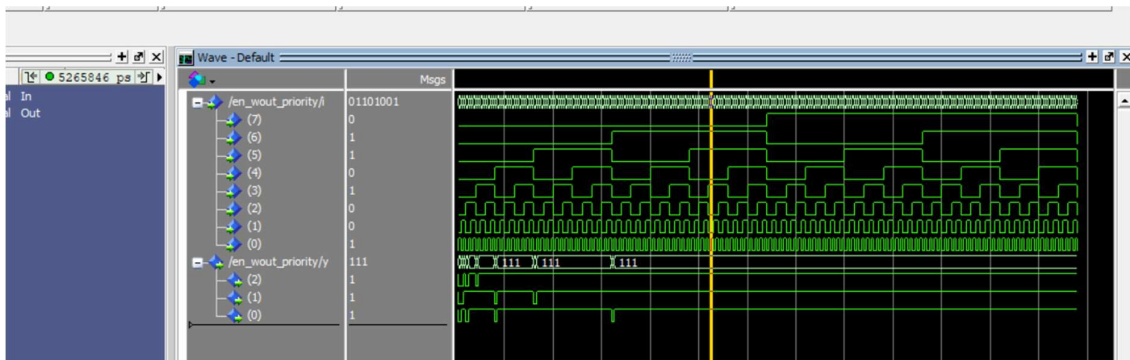 Wave - Default
5265846 ps
al In
al Out
Msgs
/en_wout_priority/i 01101001
(7) 0
(6) 1
(5) 1
(4) 0
(3) 1
(2) 0
(1) 0
(0) 1
/en_wout_priority/y 111 111 111 111
(2) 1
(1) 1
(0) 1